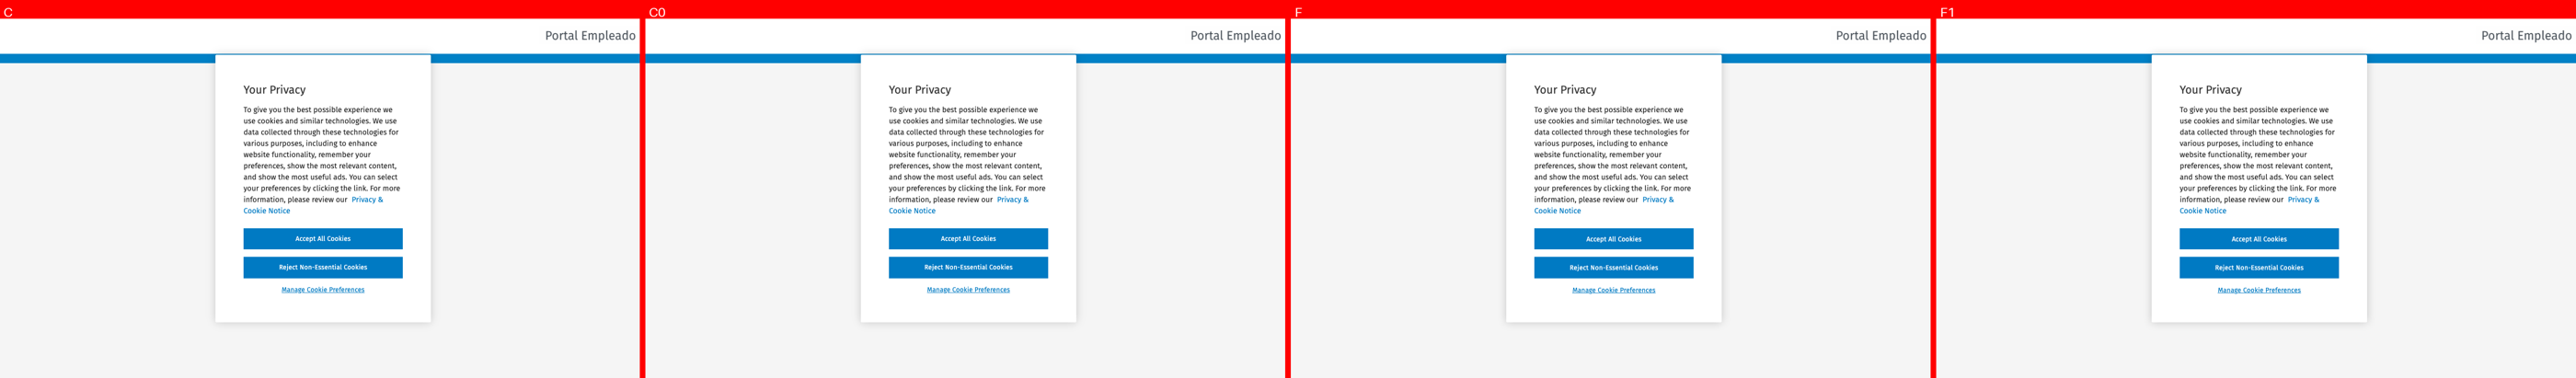 C
Portal Empleado
Your Privacy
To give you the best possible experience we
use cookies and similar technologies. We use
data collected through these technologies for
various purposes, including to enhance
website functionality, remember your
preferences, show the most relevant content,
and show the most useful ads. You can select
your preferences by clicking the link. For more
information, please review our Privacy &
Cookie Notice
Accept All Cookies
Reject Non-Essential Cookies
Manage Cookie Preferences
C0
Portal Empleado
Your Privacy
To give you the best possible experience we
use cookies and similar technologies. We use
data collected through these technologies for
various purposes, including to enhance
website functionality, remember your
preferences, show the most relevant content,
and show the most useful ads. You can select
your preferences by clicking the link. For more
information, please review our Privacy &
Cookie Notice
Accept All Cookies
Reject Non-Essential Cookies
Manage Cookie Preferences
F
Portal Empleado
Your Privacy
To give you the best possible experience we
use cookies and similar technologies. We use
data collected through these technologies for
various purposes, including to enhance
website functionality, remember your
preferences, show the most relevant content,
and show the most useful ads. You can select
your preferences by clicking the link. For more
information, please review our Privacy &
Cookie Notice
Accept All Cookies
Reject Non-Essential Cookies
Manage Cookie Preferences
F1
Portal Empleado
Your Privacy
To give you the best possible experience we
use cookies and similar technologies. We use
data collected through these technologies for
various purposes, including to enhance
website functionality, remember your
preferences, show the most relevant content,
and show the most useful ads. You can select
your preferences by clicking the link. For more
information, please review our Privacy &
Cookie Notice
Accept All Cookies
Reject Non-Essential Cookies
Manage Cookie Preferences